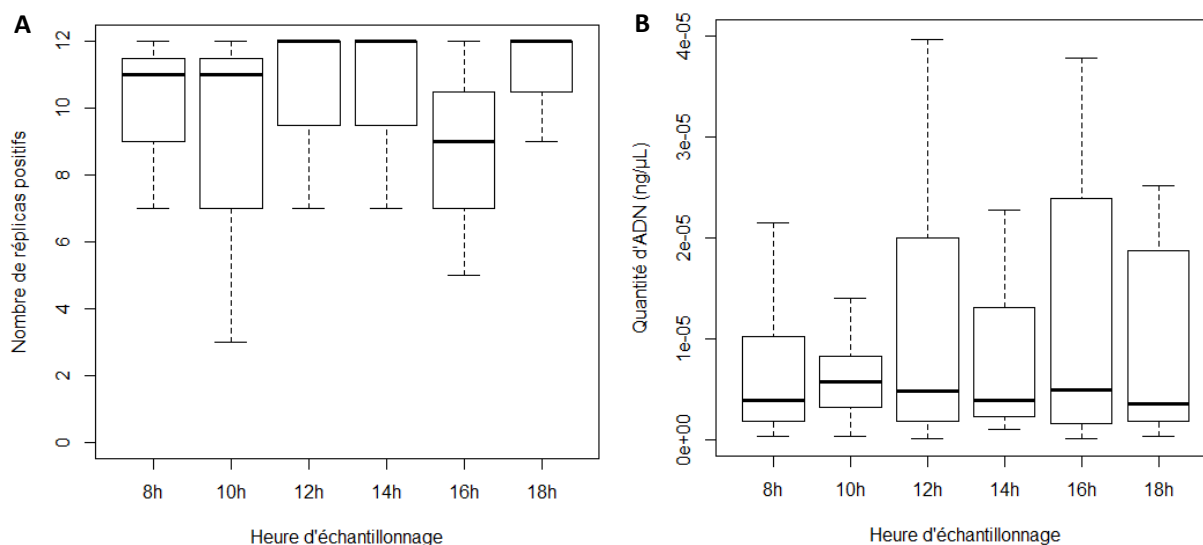 A
Nombre de réplicas positifs
12
10
8
6
4
2
0
8h 10h 12h 14h 16h 18h
Heure d'échantillonnage
B
Quantité d'ADN (ng/µL)
4e-05
3e-05
2e-05
1e-05
0e+00
8h 10h 12h 14h 16h 18h
Heure d'échantillonnage